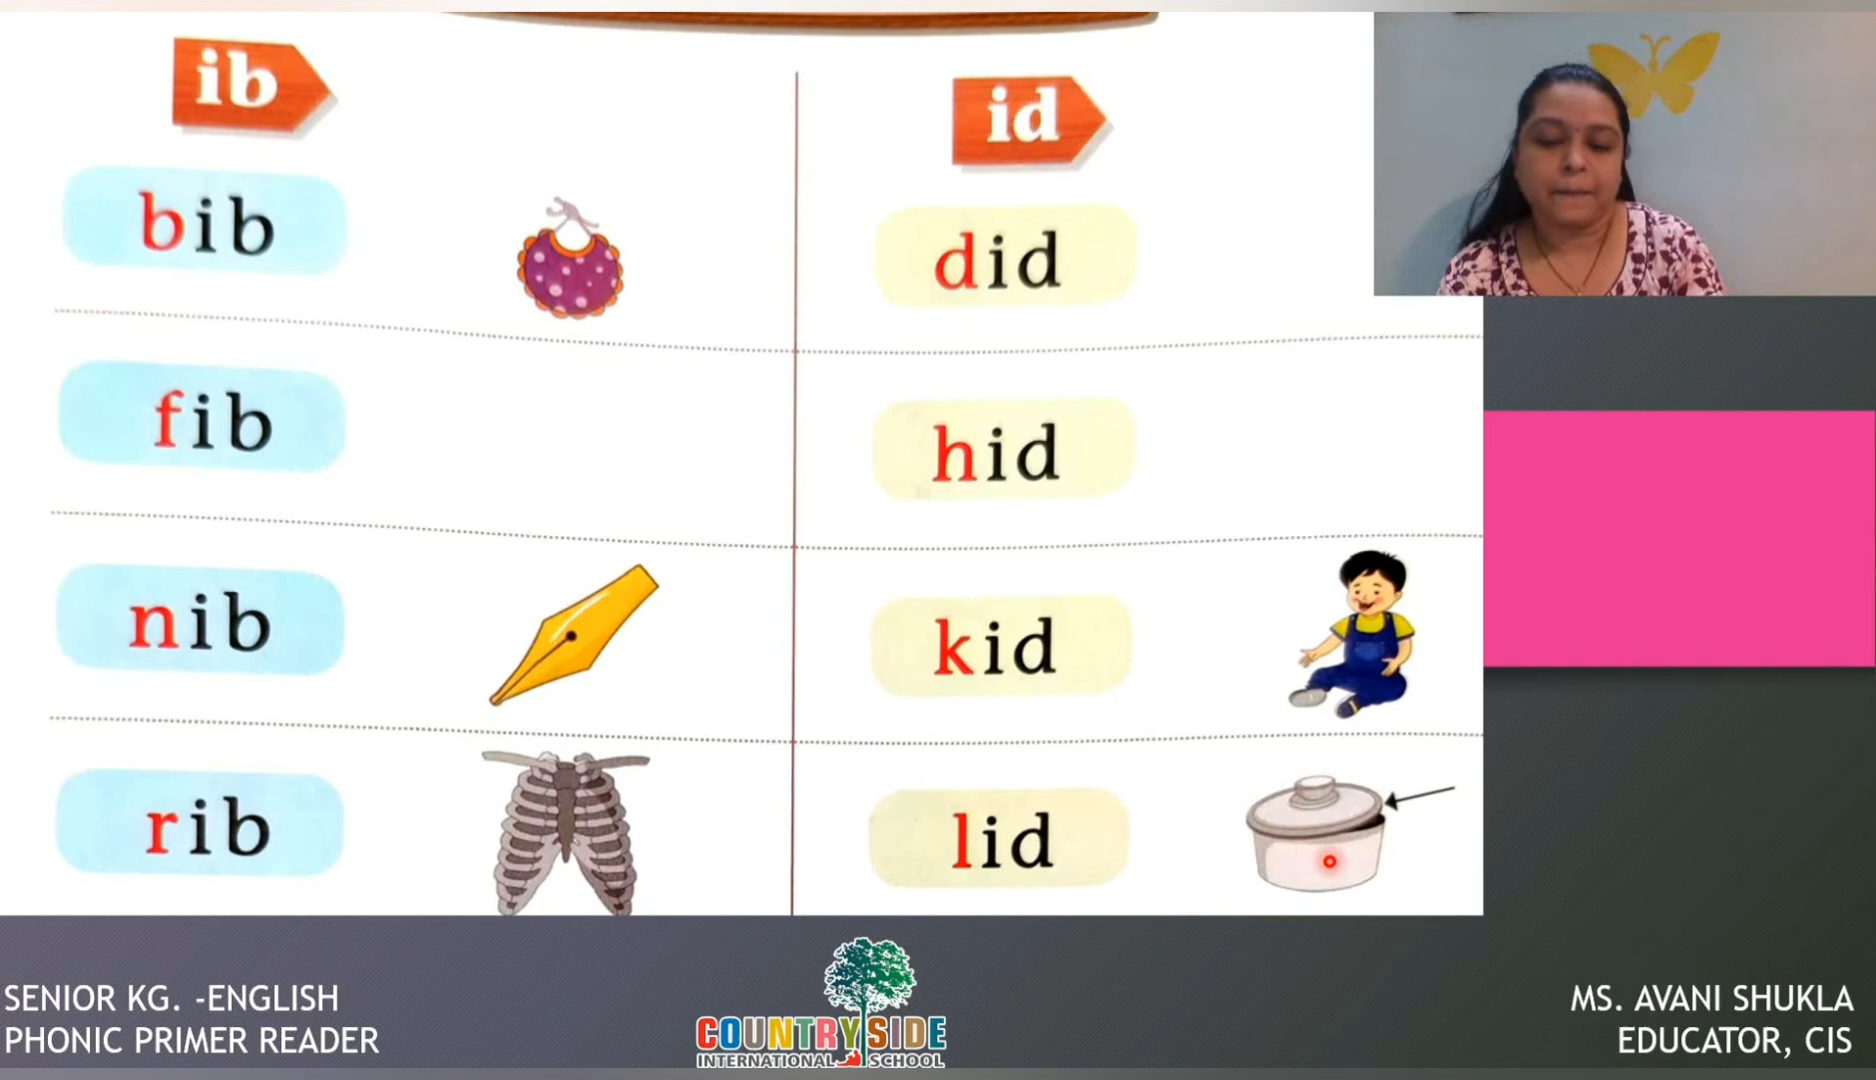 ib
bib
fib
nib
rib
id
did
hid
kid
lid
SENIOR KG. -ENGLISH
PHONIC PRIMER READER
COUNTRYSIDE
INTERNATIONAL SCHOOL
MS. AVANI SHUKLA
EDUCATOR, CIS